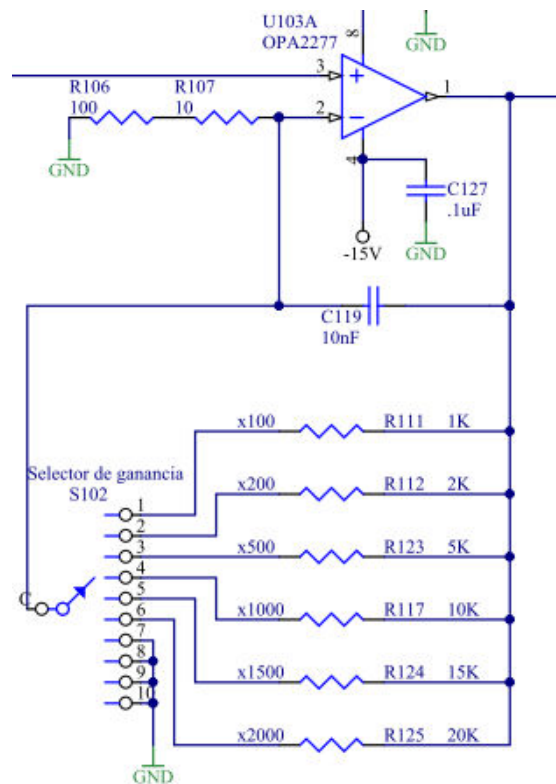 U103A
OPA2277
8
GND
3
1
2
R106
100
R107
10
GND
4
C127
.1uF
-15V
GND
C119
10nF
x100 R111 1K
Selector de ganancia
S102
x200 R112 2K
x500 R123 5K
x1000 R117 10K
x1500 R124 15K
x2000 R125 20K
C
1
2
3
4
5
6
7
8
9
10
GND